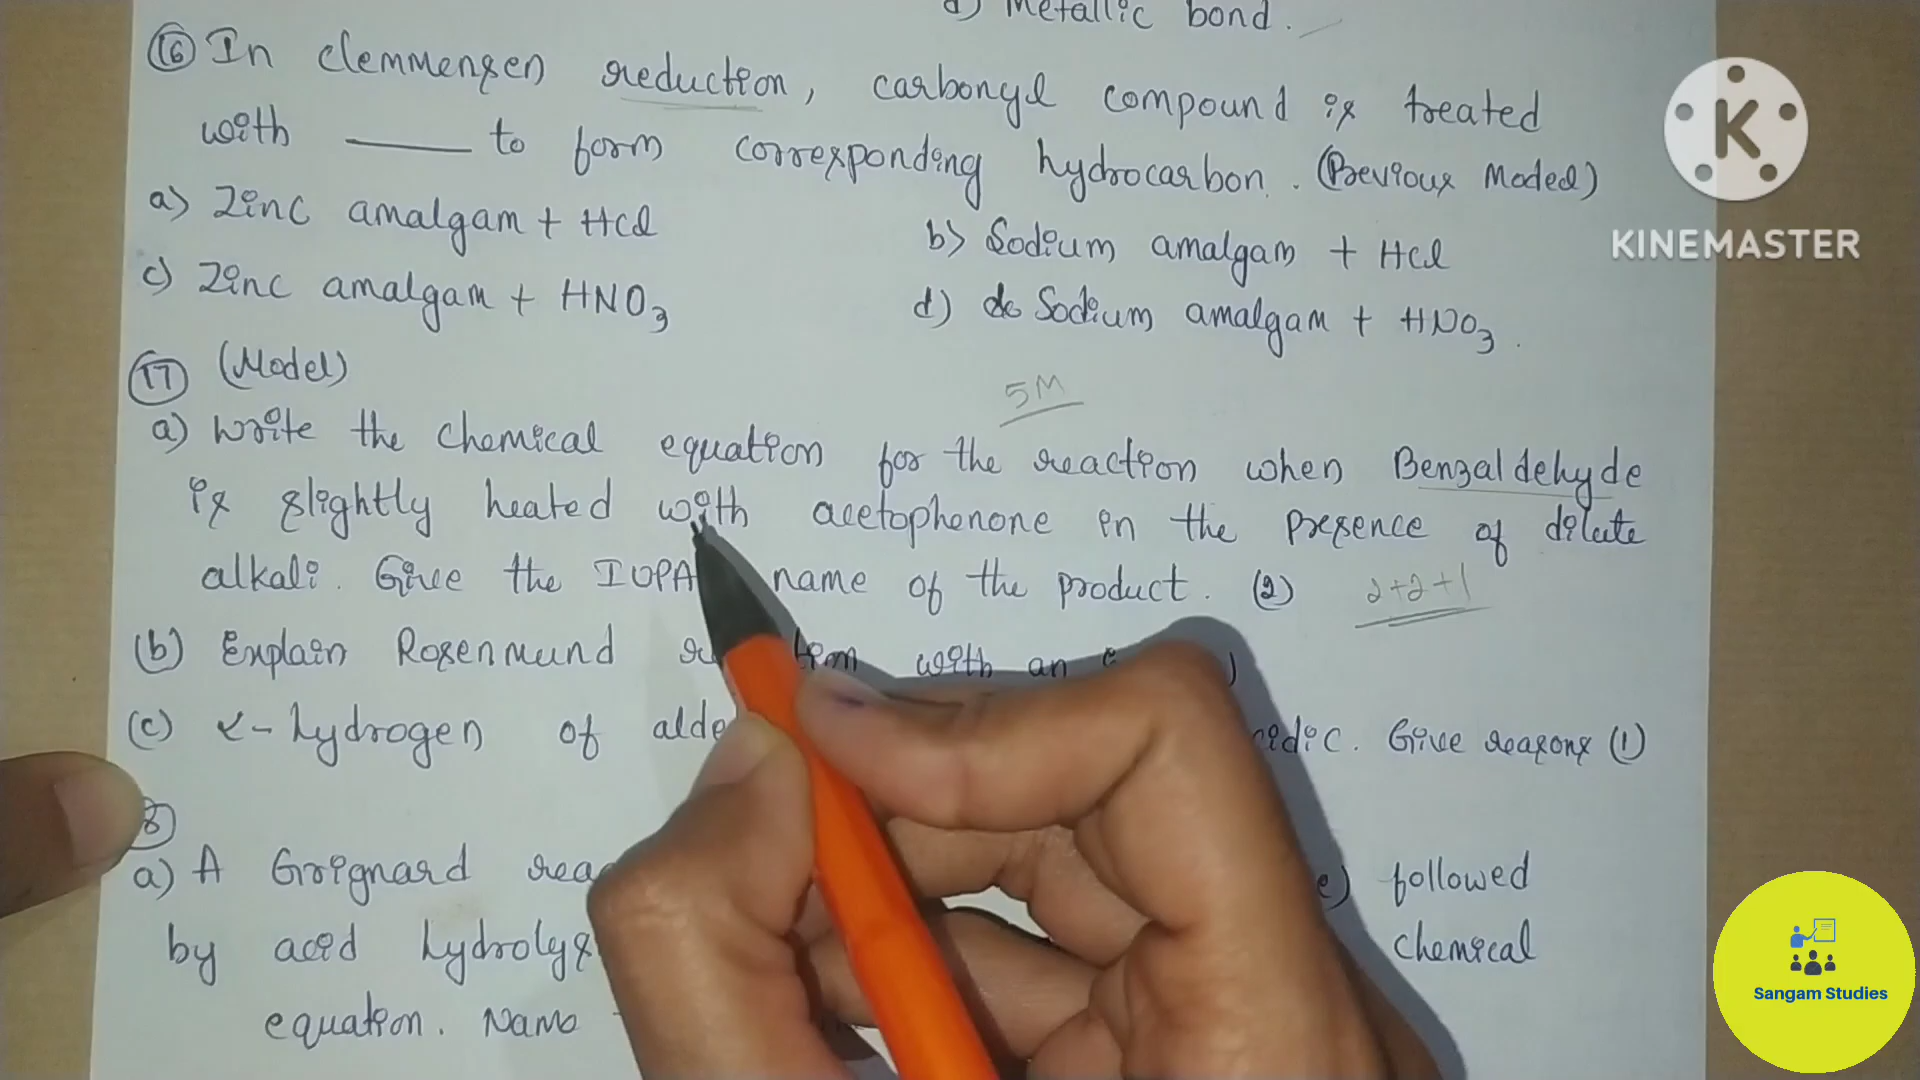 d) Metallic bond.
16 In clemmensen reduction, carbonyl compound is treated
with ____ to form corresponding hydrocarbon. (Previous Model)
a) Zinc amalgam + HCl
b) Sodium amalgam + HCl
c) Zinc amalgam + HNO3
d) Sodium amalgam + HNO3.
17 (Model)
5M
a) Write the chemical equation for the reaction when Benzaldehyde
is slightly heated with acetophenone in the presence of dilute
alkali. Give the IUPA name of the product. (2)
2+2+1
(b) Explain Rosenmund with an
(c) α-hydrogen of alde Give reasons (1)
a) A Grignard followed
by acid chemical
equation. Name
KINEMASTER
Sangam Studies